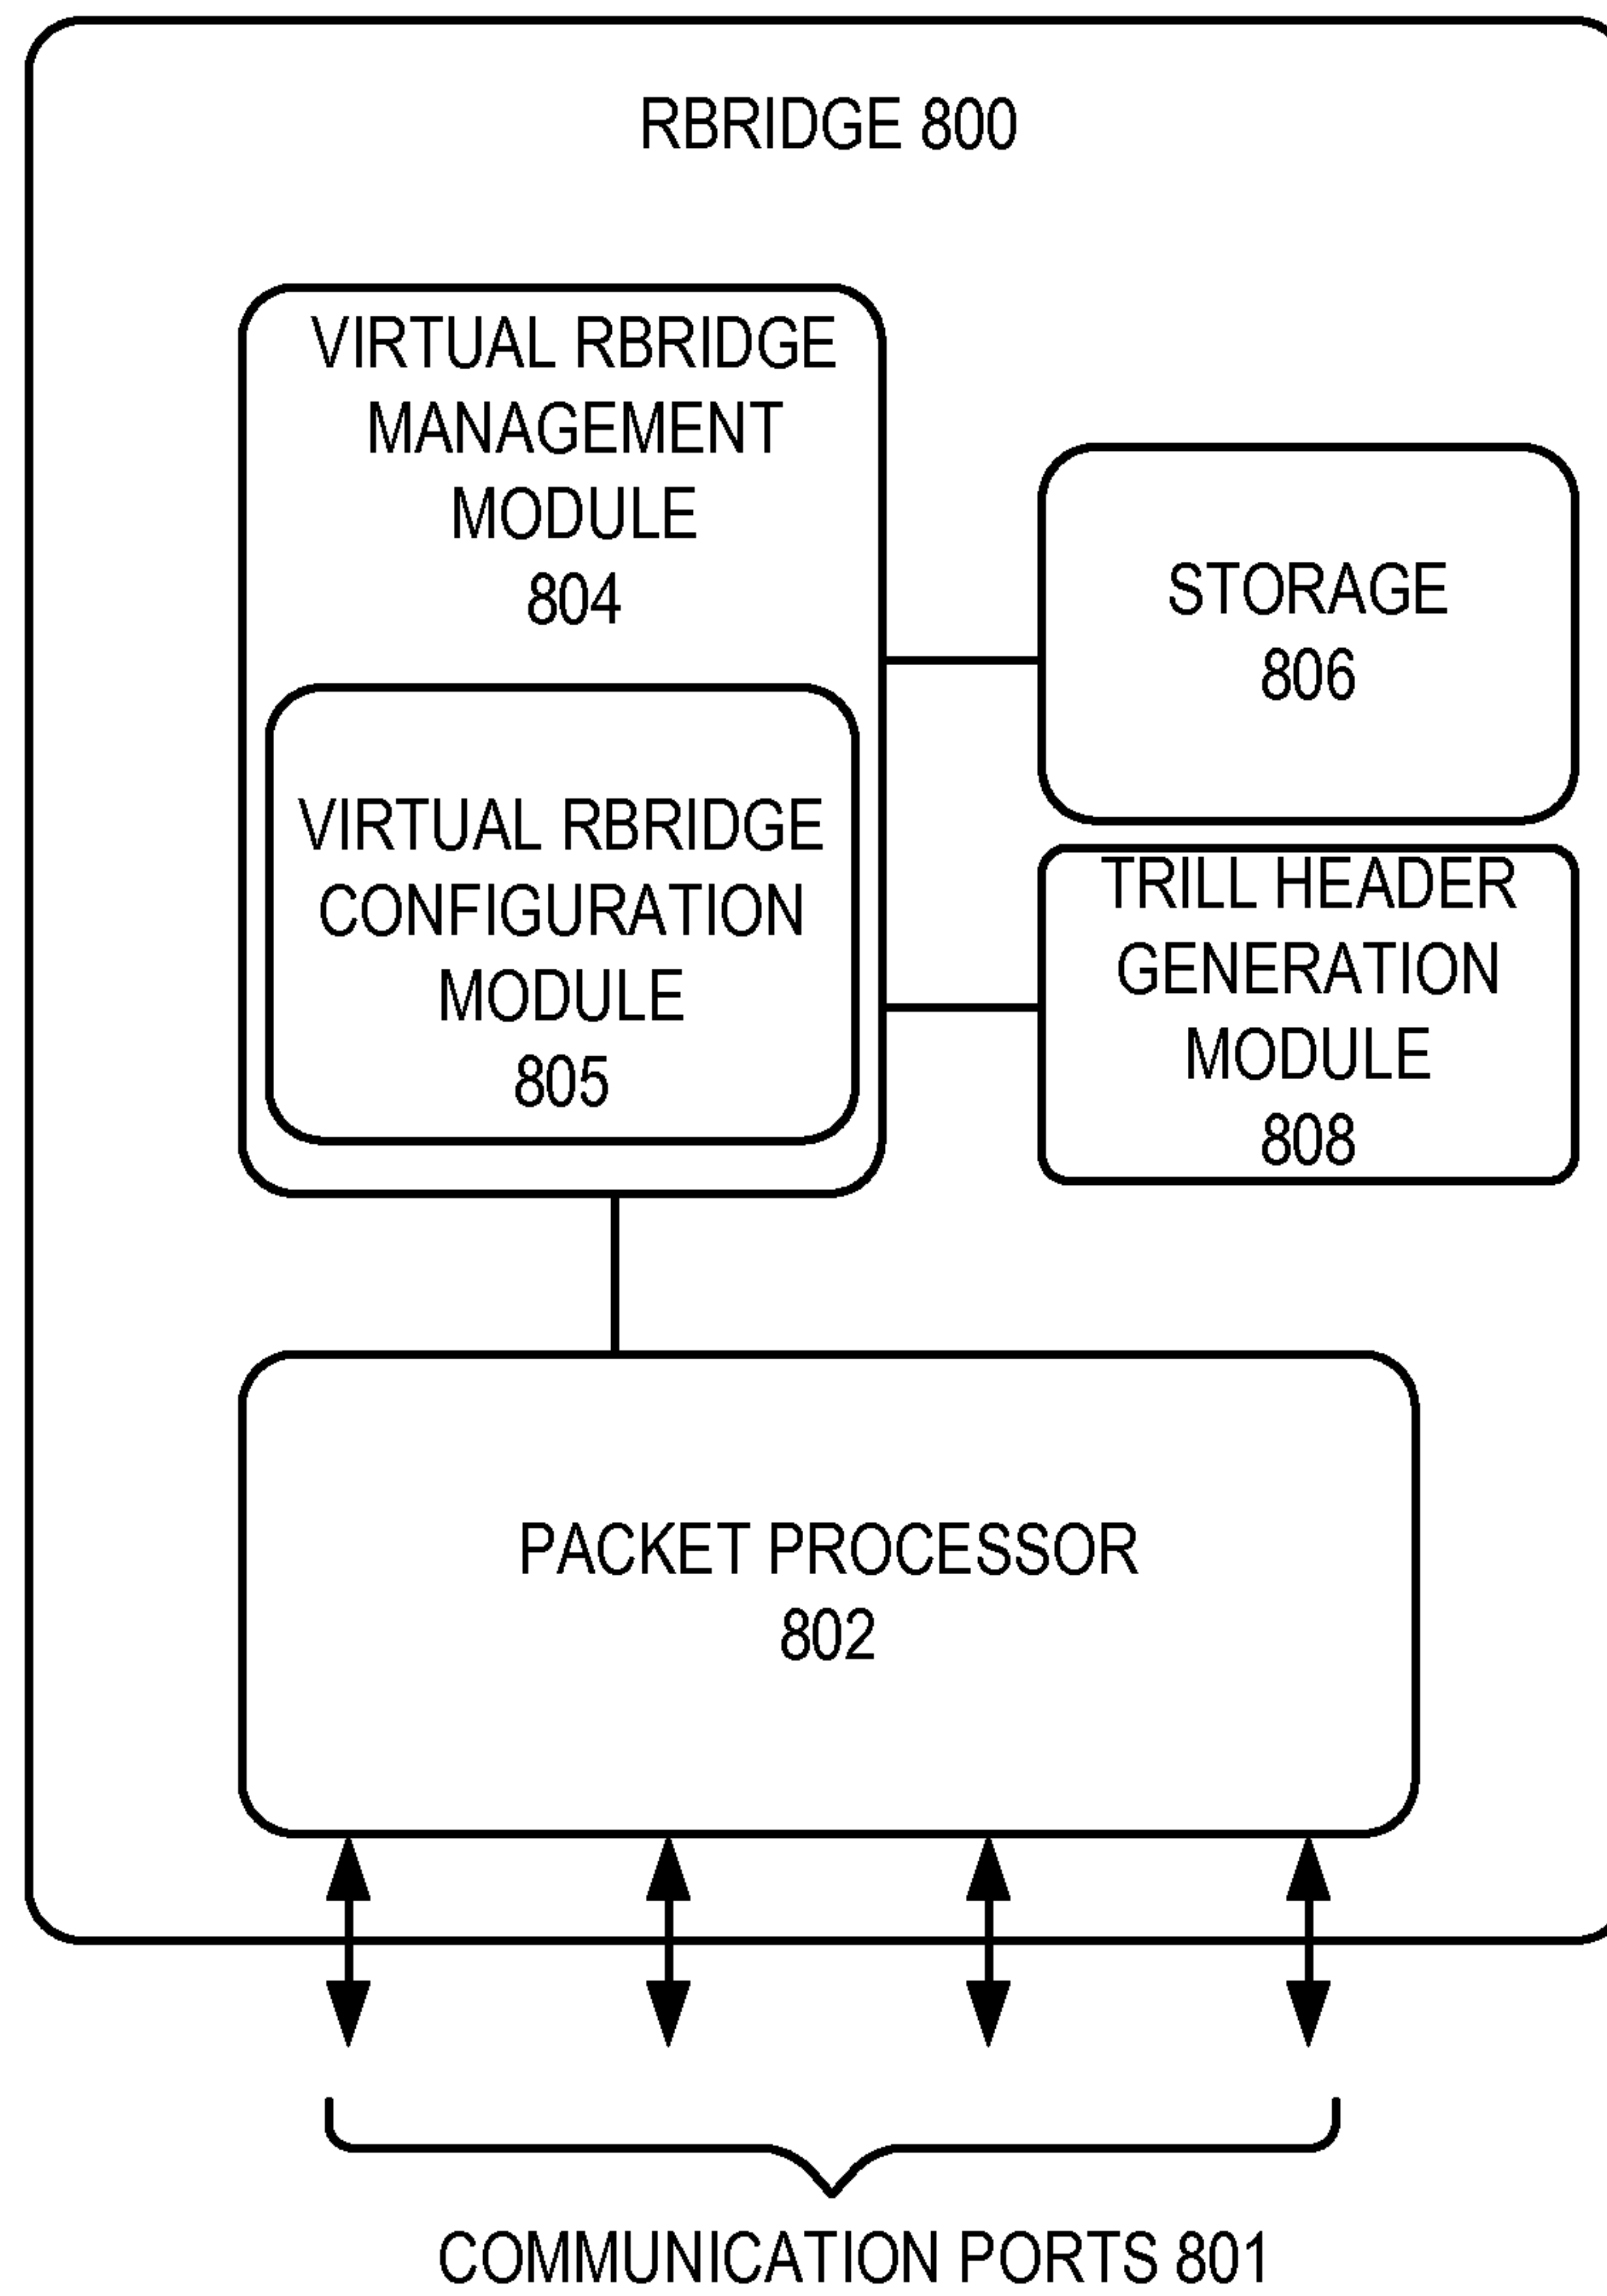 RBRIDGE 800
VIRTUAL RBRIDGE
MANAGEMENT
MODULE
804
STORAGE
806
VIRTUAL RBRIDGE
CONFIGURATION
MODULE
805
TRILL HEADER
GENERATION
MODULE
808
PACKET PROCESSOR
802
COMMUNICATION PORTS 801